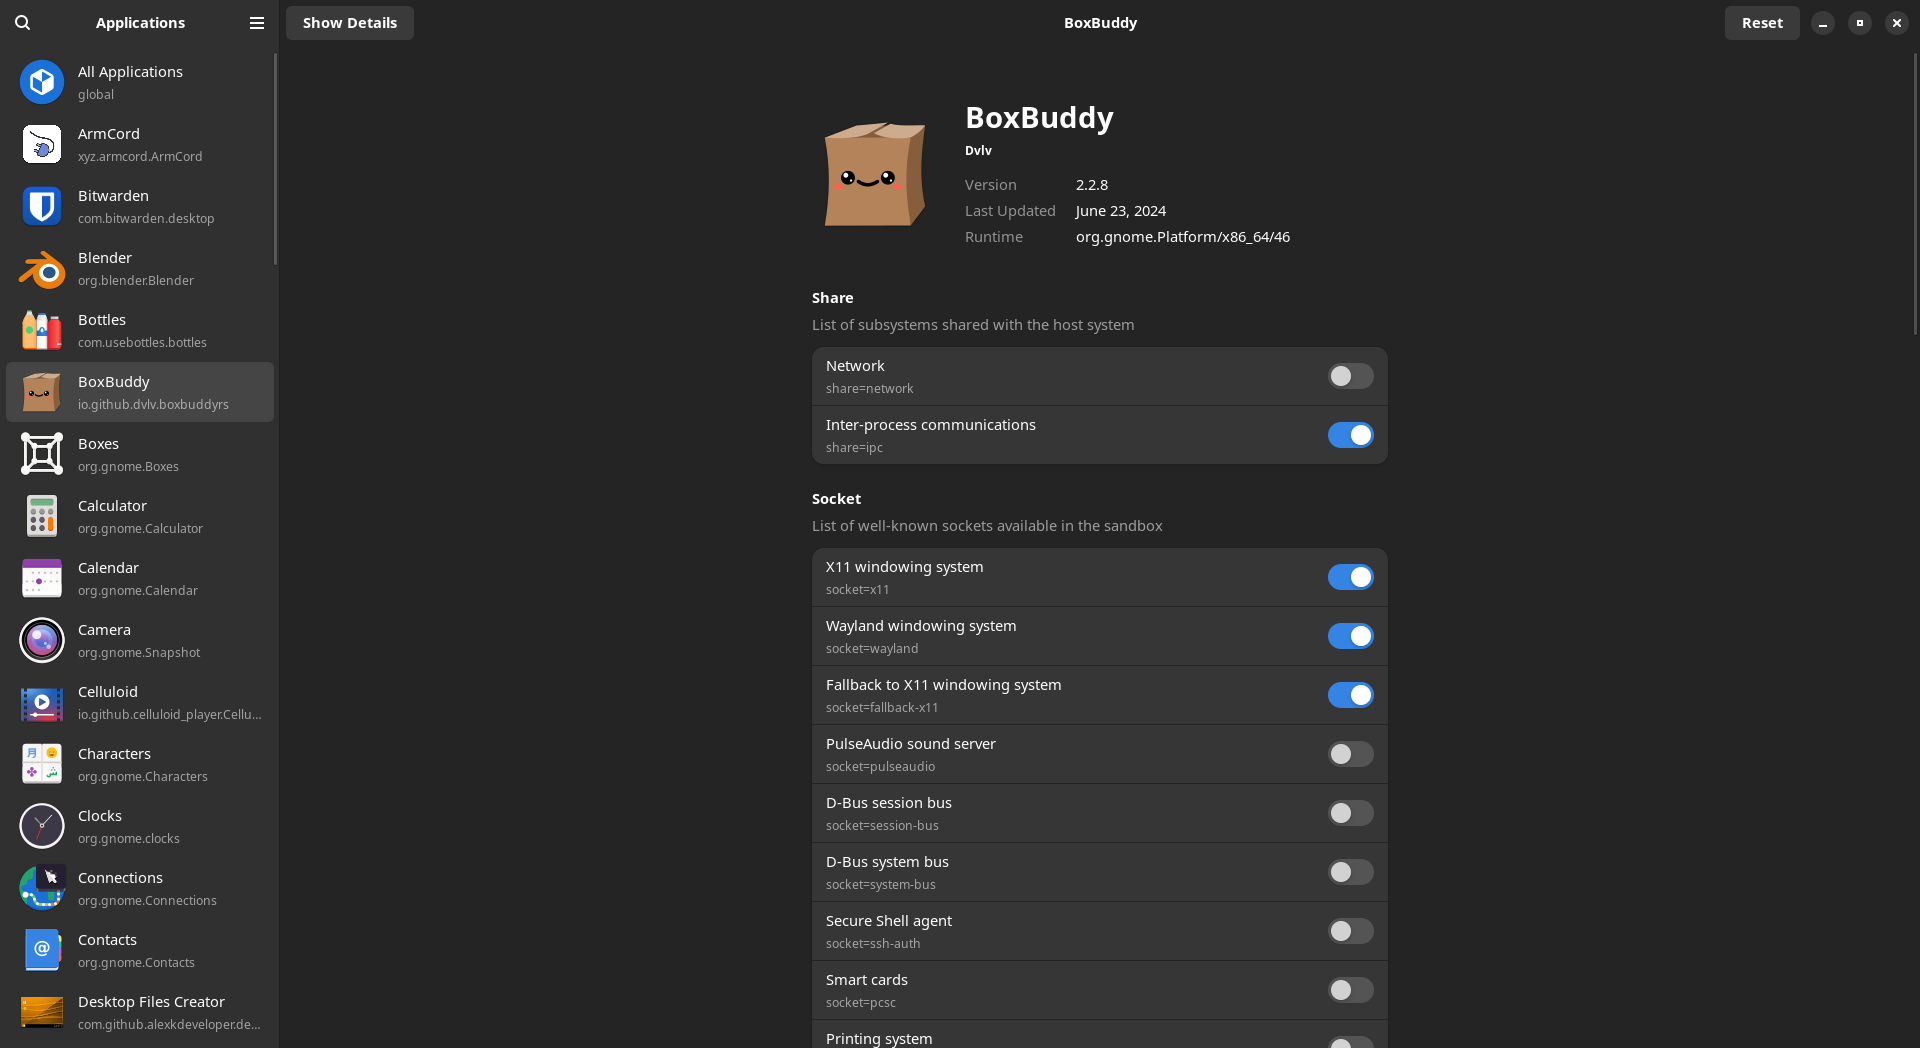 Applications
All Applications
global
ArmCord
xyz.armcord.ArmCord
Bitwarden
com.bitwarden.desktop
Blender
org.blender.Blender
Bottles
com.usebottles.bottles
BoxBuddy
io.github.dvlv.boxbuddyrs
Boxes
org.gnome.Boxes
Calculator
org.gnome.Calculator
Calendar
org.gnome.Calendar
Camera
org.gnome.Snapshot
Celluloid
io.github.celluloid_player.Cellu...
Characters
org.gnome.Characters
Clocks
org.gnome.clocks
Connections
org.gnome.Connections
Contacts
org.gnome.Contacts
Desktop Files Creator
com.github.alexkdeveloper.de...
Show Details
BoxBuddy
Reset
BoxBuddy
Dvlv
Version 2.2.8
Last Updated June 23, 2024
Runtime org.gnome.Platform/x86_64/46
Share
List of subsystems shared with the host system
Network
share=network
Inter-process communications
share=ipc
Socket
List of well-known sockets available in the sandbox
X11 windowing system
socket=x11
Wayland windowing system
socket=wayland
Fallback to X11 windowing system
socket=fallback-x11
PulseAudio sound server
socket=pulseaudio
D-Bus session bus
socket=session-bus
D-Bus system bus
socket=system-bus
Secure Shell agent
socket=ssh-auth
Smart cards
socket=pcsc
Printing system